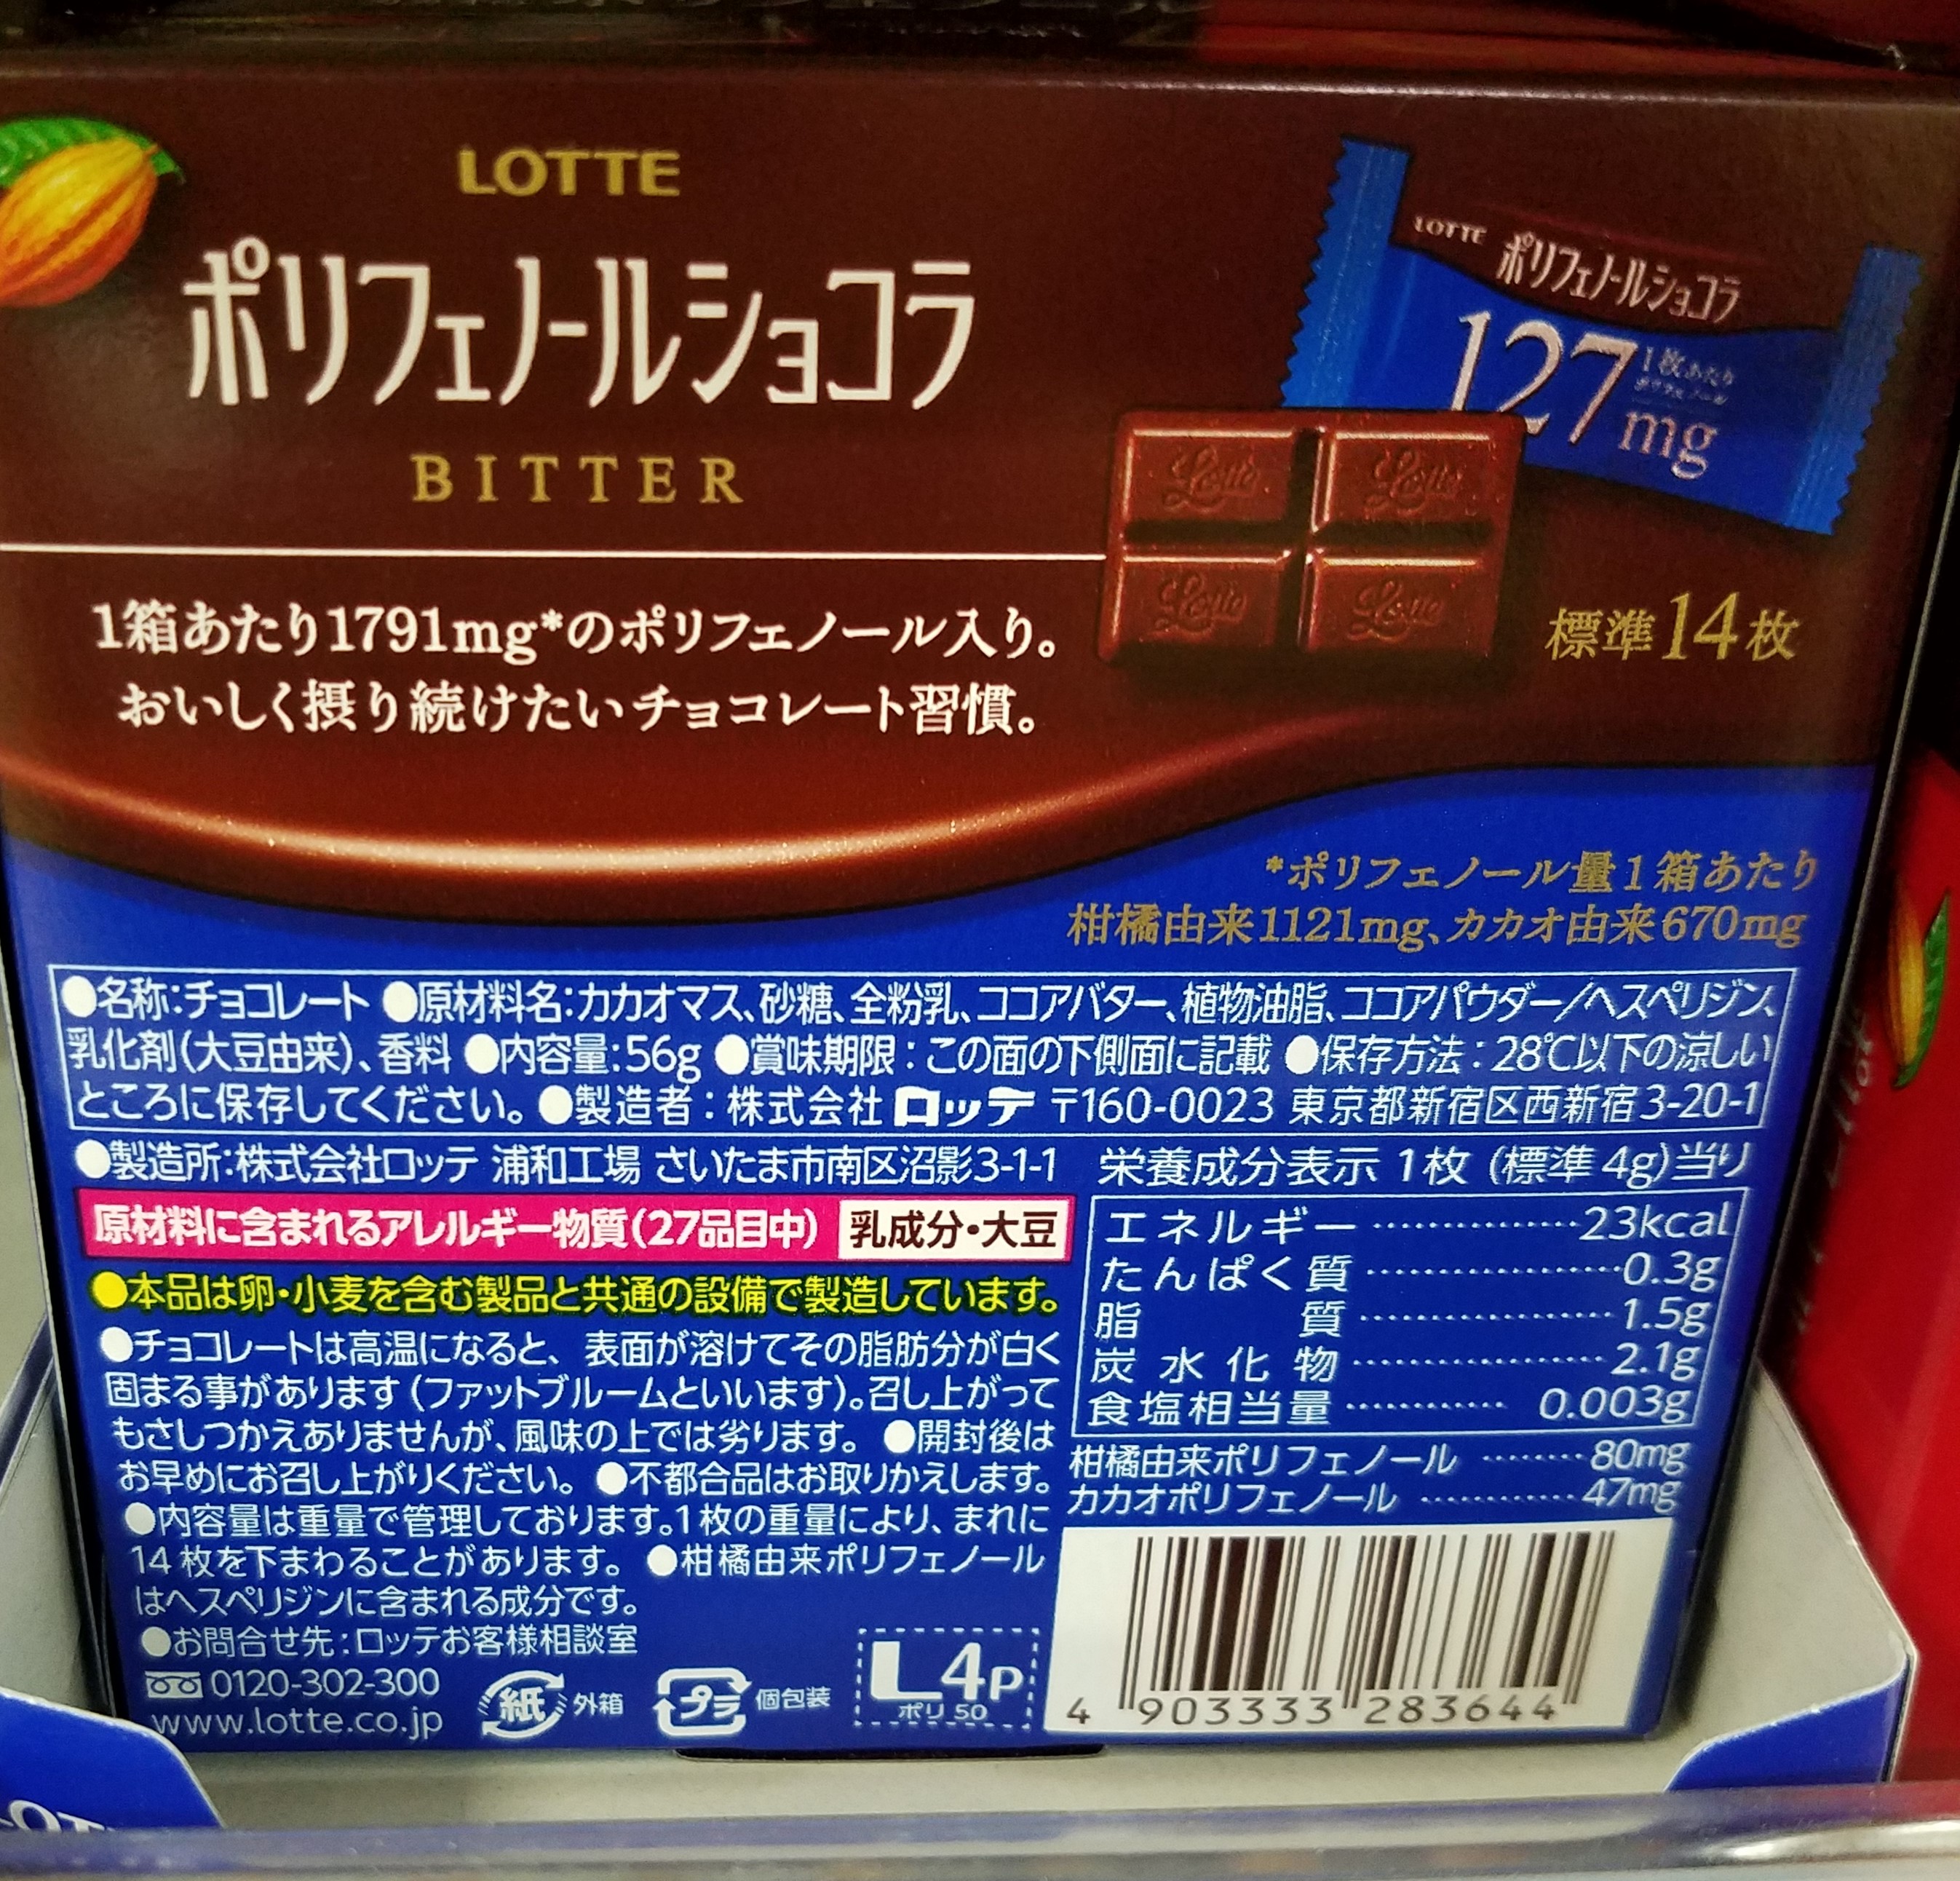 LOTTE
ポリフェノールショコラ
BITTER
LOTTE ポリフェノールショコラ
127mg
1枚あたり
ポリフェノール
1箱あたり1791mg*のポリフェノール入り。
おいしく摂り続けたいチョコレート習慣。
標準14枚
*ポリフェノール量1箱あたり
柑橘由来1121mg、カカオ由来670mg
●名称:チョコレート ●原材料名:カカオマス、砂糖、全粉乳、ココアバター、植物油脂、ココアパウダー/ヘスペリジン、
乳化剤(大豆由来)、香料 ●内容量:56g ●賞味期限:この面の下側面に記載 ●保存方法:28℃以下の涼しい
ところに保存してください。 ●製造者:株式会社ロッテ 〒160-0023 東京都新宿区西新宿3-20-1
●製造所:株式会社ロッテ 浦和工場 さいたま市南区沼影3-1-1
原材料に含まれるアレルギー物質(27品目中) 乳成分・大豆
●本品は卵・小麦を含む製品と共通の設備で製造しています。
●チョコレートは高温になると、表面が溶けてその脂肪分が白く
固まる事があります(ファットブルームといいます)。召し上がって
もさしつかえありませんが、風味の上では劣ります。 ●開封後は
お早めにお召し上がりください。 ●不都合品はお取りかえします。
●内容量は重量で管理しております。1枚の重量により、まれに
14枚を下まわることがあります。 ●柑橘由来ポリフェノール
はヘスペリジンに含まれる成分です。
●お問合せ先:ロッテお客様相談室
0120-302-300
www.lotte.co.jp
紙 外箱
プラ 個包装
L4P
ポリ50
栄養成分表示 1枚 (標準4g)当り
エネルギー…………23kcal
たんぱく質…………0.3g
脂質…………1.5g
炭水化物…………2.1g
食塩相当量…………0.003g
柑橘由来ポリフェノール………80mg
カカオポリフェノール…………47mg
4 903333 283644